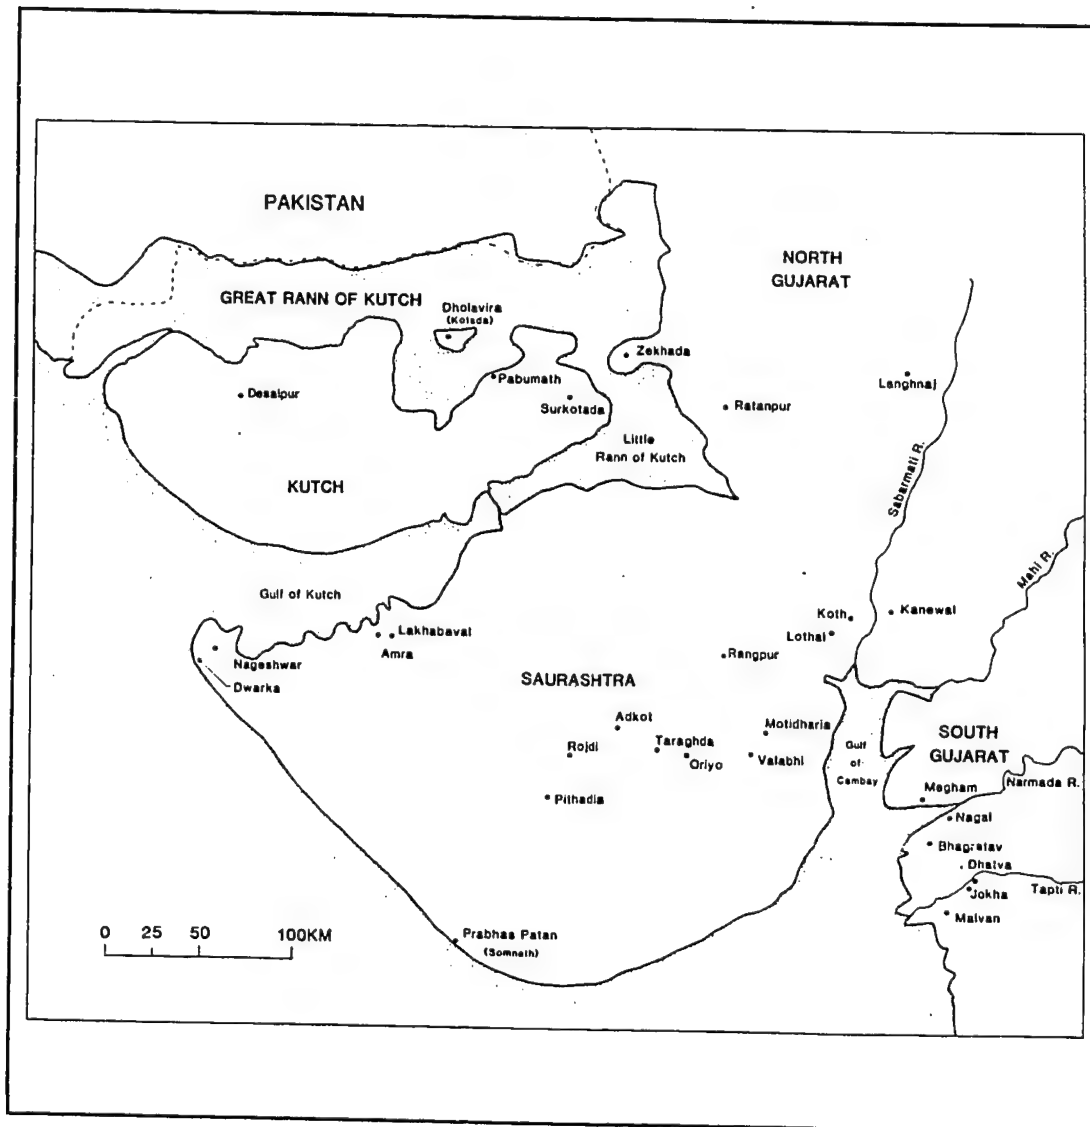 PAKISTAN
NORTH
GUJARAT
GREAT RANN OF KUTCH
Dholavira
(Kotada)
Zekhada
Langhnaj
Pabumath
Desalpur
Surkotada
Ratanpur
Little
Rann of Kutch
Sabarmati R.
KUTCH
Mahi R.
Gulf of Kutch
Koth
Kanewal
Lakhabaval
Lothal
Amra
Rangpur
Nageshwar
Dwarka
SAURASHTRA
Adkot
Motidharia
SOUTH
GUJARAT
Rojdi
Taraghda
Oriyo
Valabhi
Gulf
of
Cambay
Narmada R.
Megham
Pithadia
Nagal
Bhagratav
Dhatva
Jokha
Tapti R.
Malvan
Prabhas Patan
(Somnath)
0 25 50 100KM